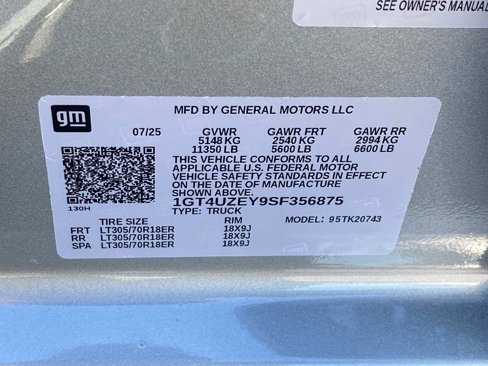 SEE OWNER'S MANUAL
gm
MFD BY GENERAL MOTORS LLC
07/25 GVWR GAWR FRT GAWR RR
5148 KG 2540 KG 2994 KG
11350 LB 5600 LB 6600 LB
THIS VEHICLE CONFORMS TO ALL
APPLICABLE U.S. FEDERAL MOTOR
VEHICLE SAFETY STANDARDS IN EFFECT
ON THE DATE OF MANUFACTURE
SHOWN ABOVE.
1GT4UZEY9SF356875
130H
TYPE: TRUCK MODEL: 95TK20743
TIRE SIZE RIM
FRT LT305/70R18ER 18X9J
RR LT305/70R18ER 18X9J
SPA LT305/70R18ER 18X9J